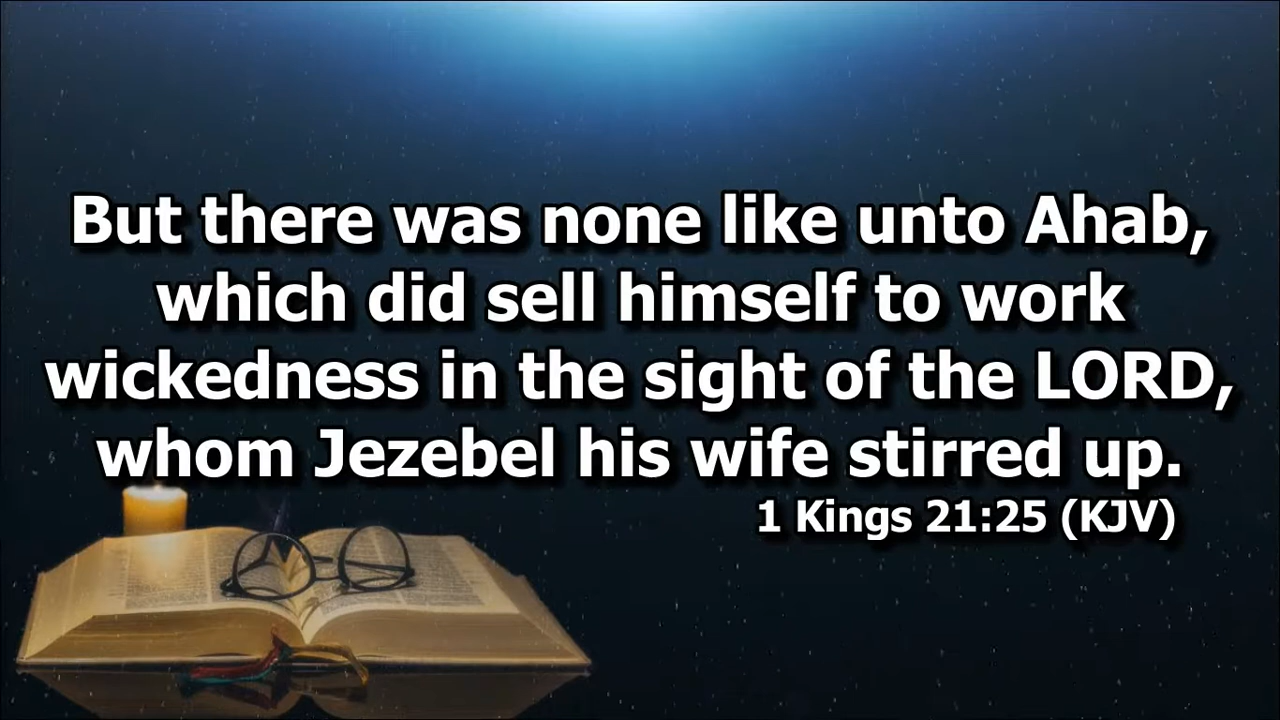 But there was none like unto Ahab,
which did sell himself to work
wickedness in the sight of the LORD,
whom Jezebel his wife stirred up.
1 Kings 21:25 (KJV)